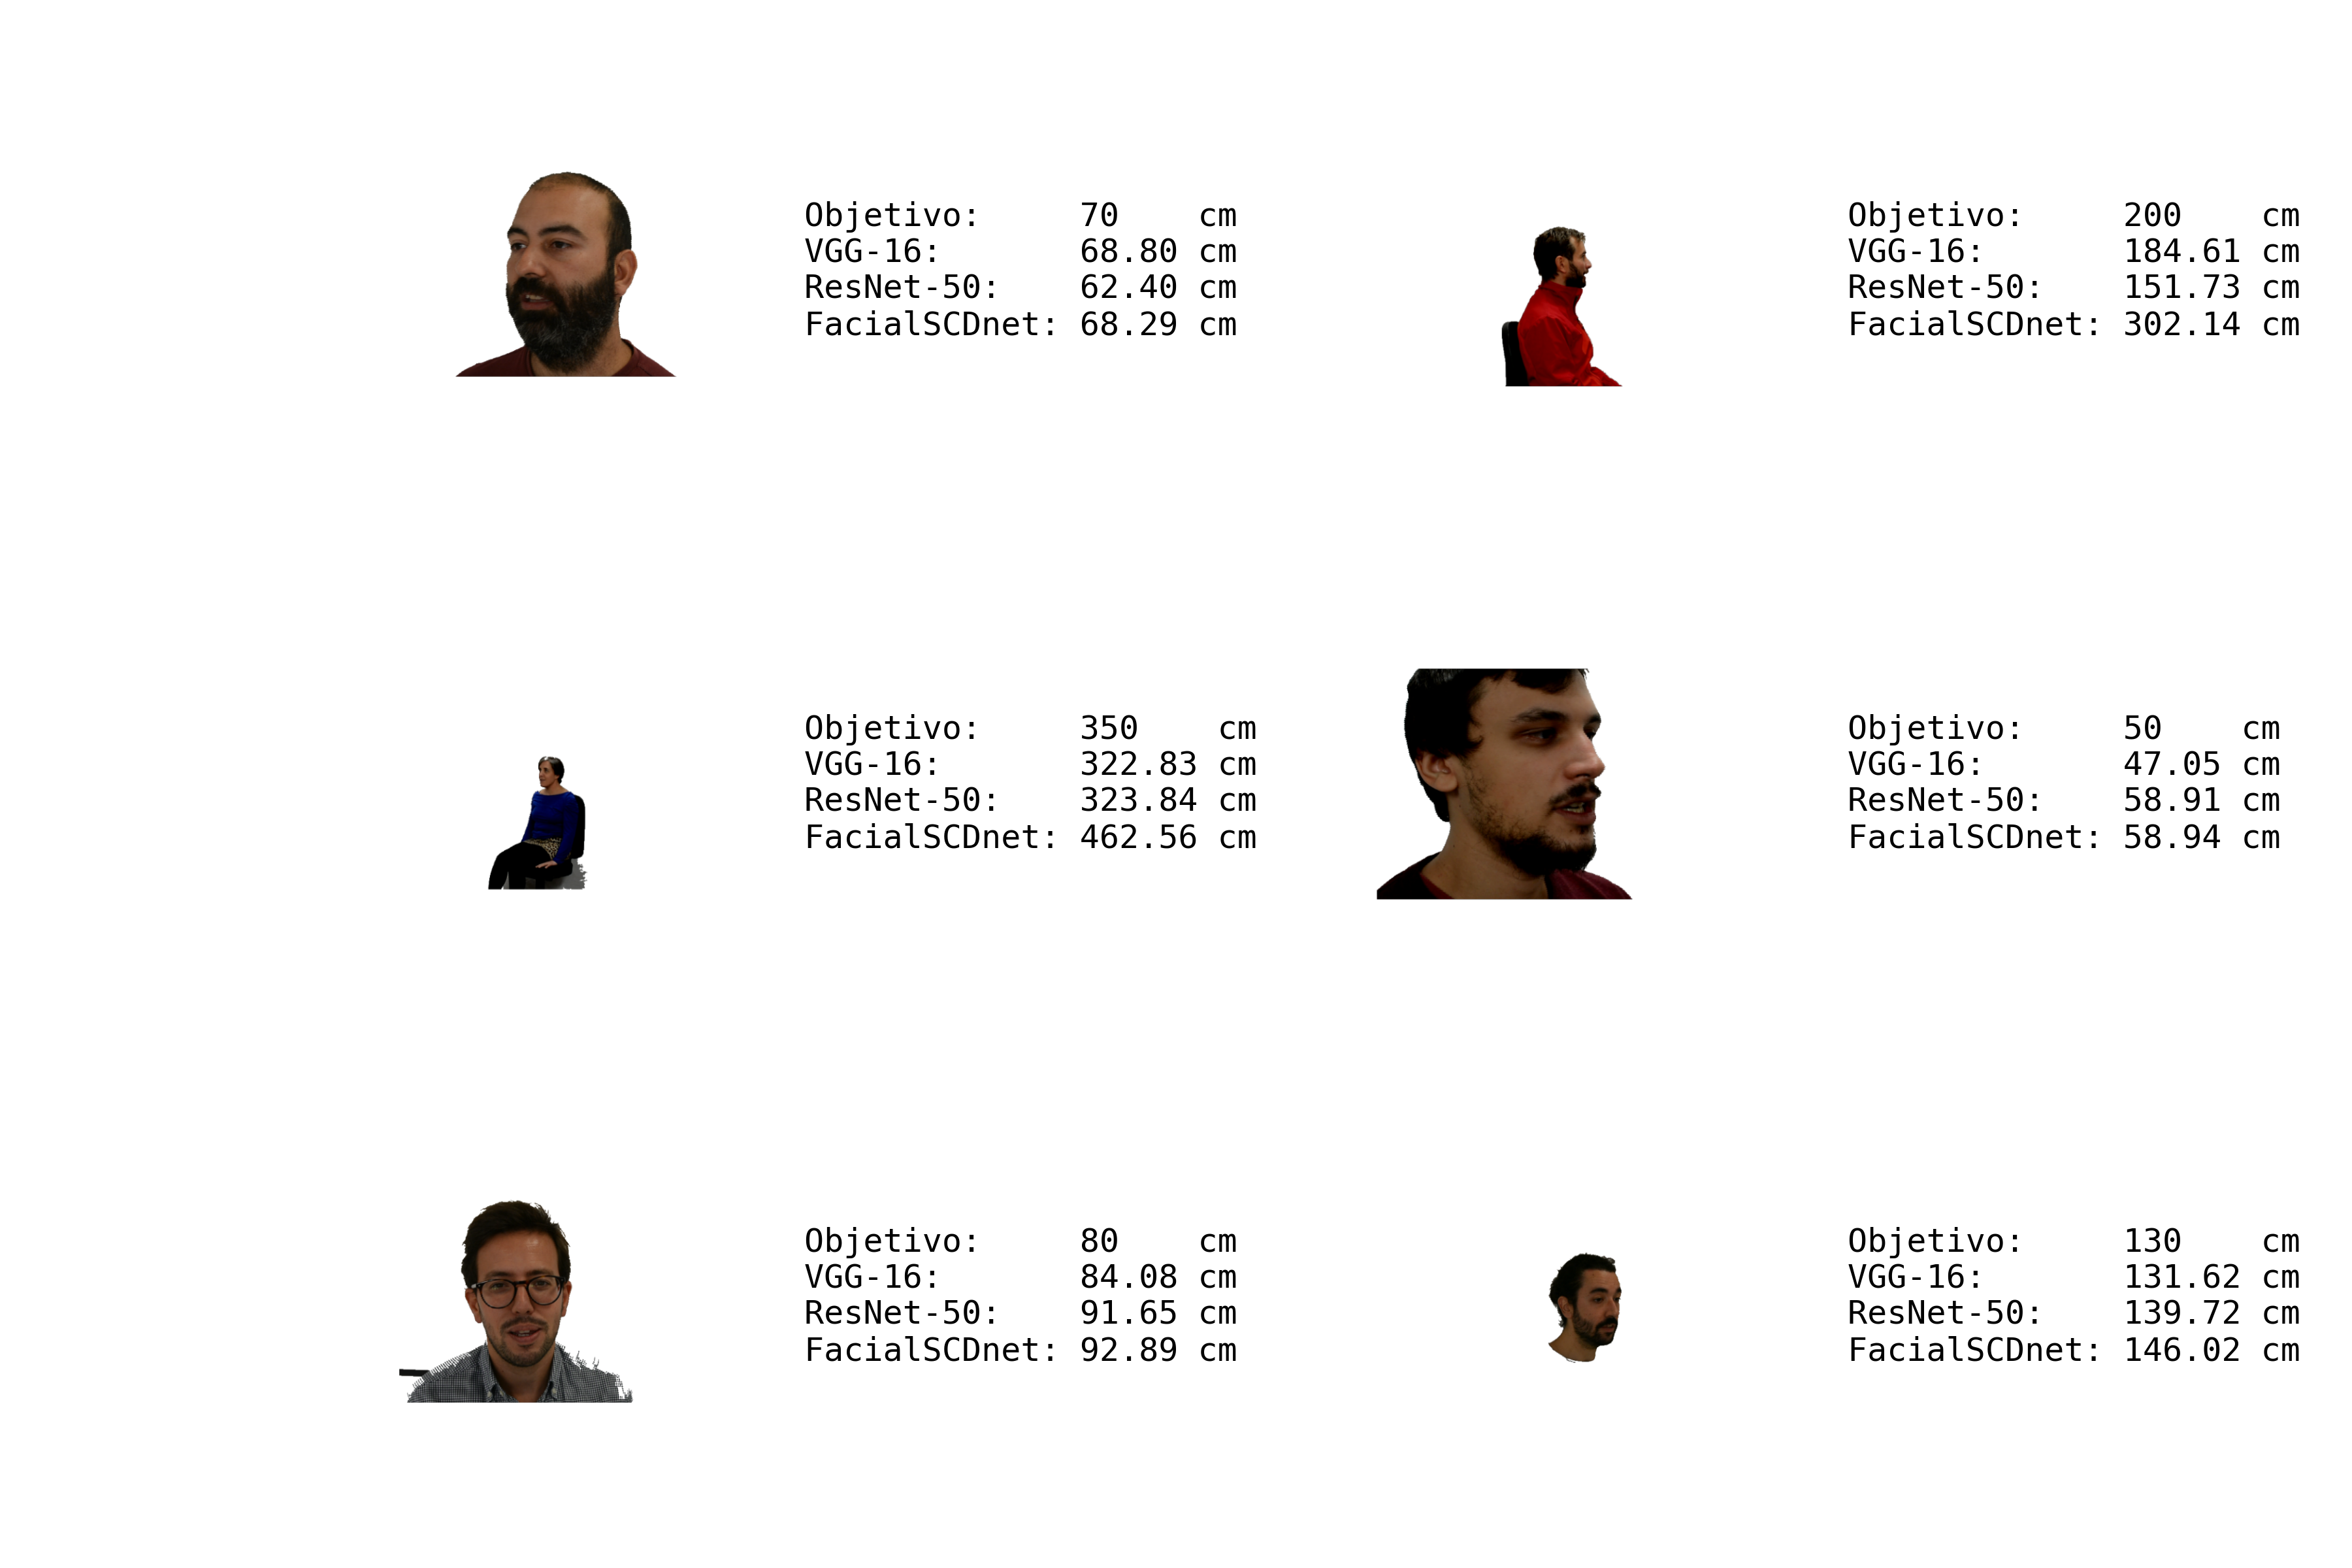 Objetivo: 70 cm
VGG-16: 68.80 cm
ResNet-50: 62.40 cm
FacialSCDnet: 68.29 cm
Objetivo: 200 cm
VGG-16: 184.61 cm
ResNet-50: 151.73 cm
FacialSCDnet: 302.14 cm
Objetivo: 350 cm
VGG-16: 322.83 cm
ResNet-50: 323.84 cm
FacialSCDnet: 462.56 cm
Objetivo: 50 cm
VGG-16: 47.05 cm
ResNet-50: 58.91 cm
FacialSCDnet: 58.94 cm
Objetivo: 80 cm
VGG-16: 84.08 cm
ResNet-50: 91.65 cm
FacialSCDnet: 92.89 cm
Objetivo: 130 cm
VGG-16: 131.62 cm
ResNet-50: 139.72 cm
FacialSCDnet: 146.02 cm